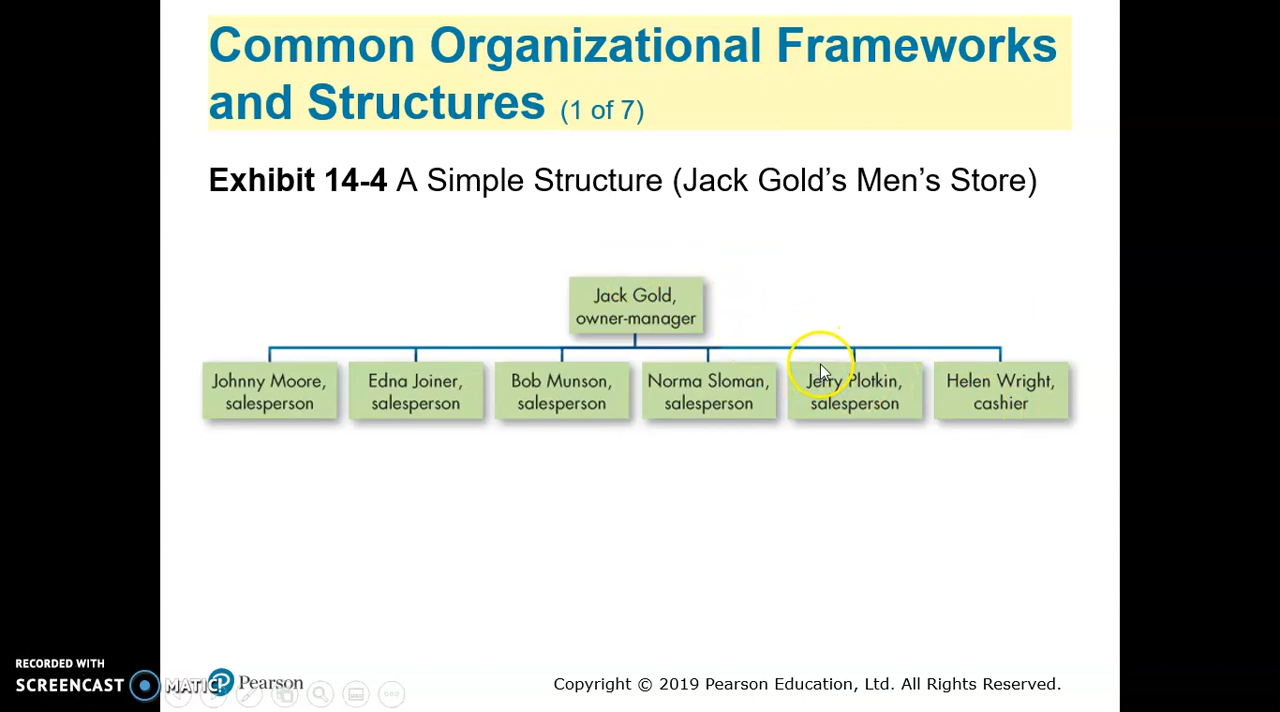 Common Organizational Frameworks
and Structures (1 of 7)
Exhibit 14-4 A Simple Structure (Jack Gold’s Men’s Store)
Jack Gold,
owner-manager
Johnny Moore,
salesperson
Edna Joiner,
salesperson
Bob Munson,
salesperson
Norma Sloman,
salesperson
Jerry Plotkin,
salesperson
Helen Wright,
cashier
RECORDED WITH
SCREENCAST MATIC
Pearson
Copyright © 2019 Pearson Education, Ltd. All Rights Reserved.